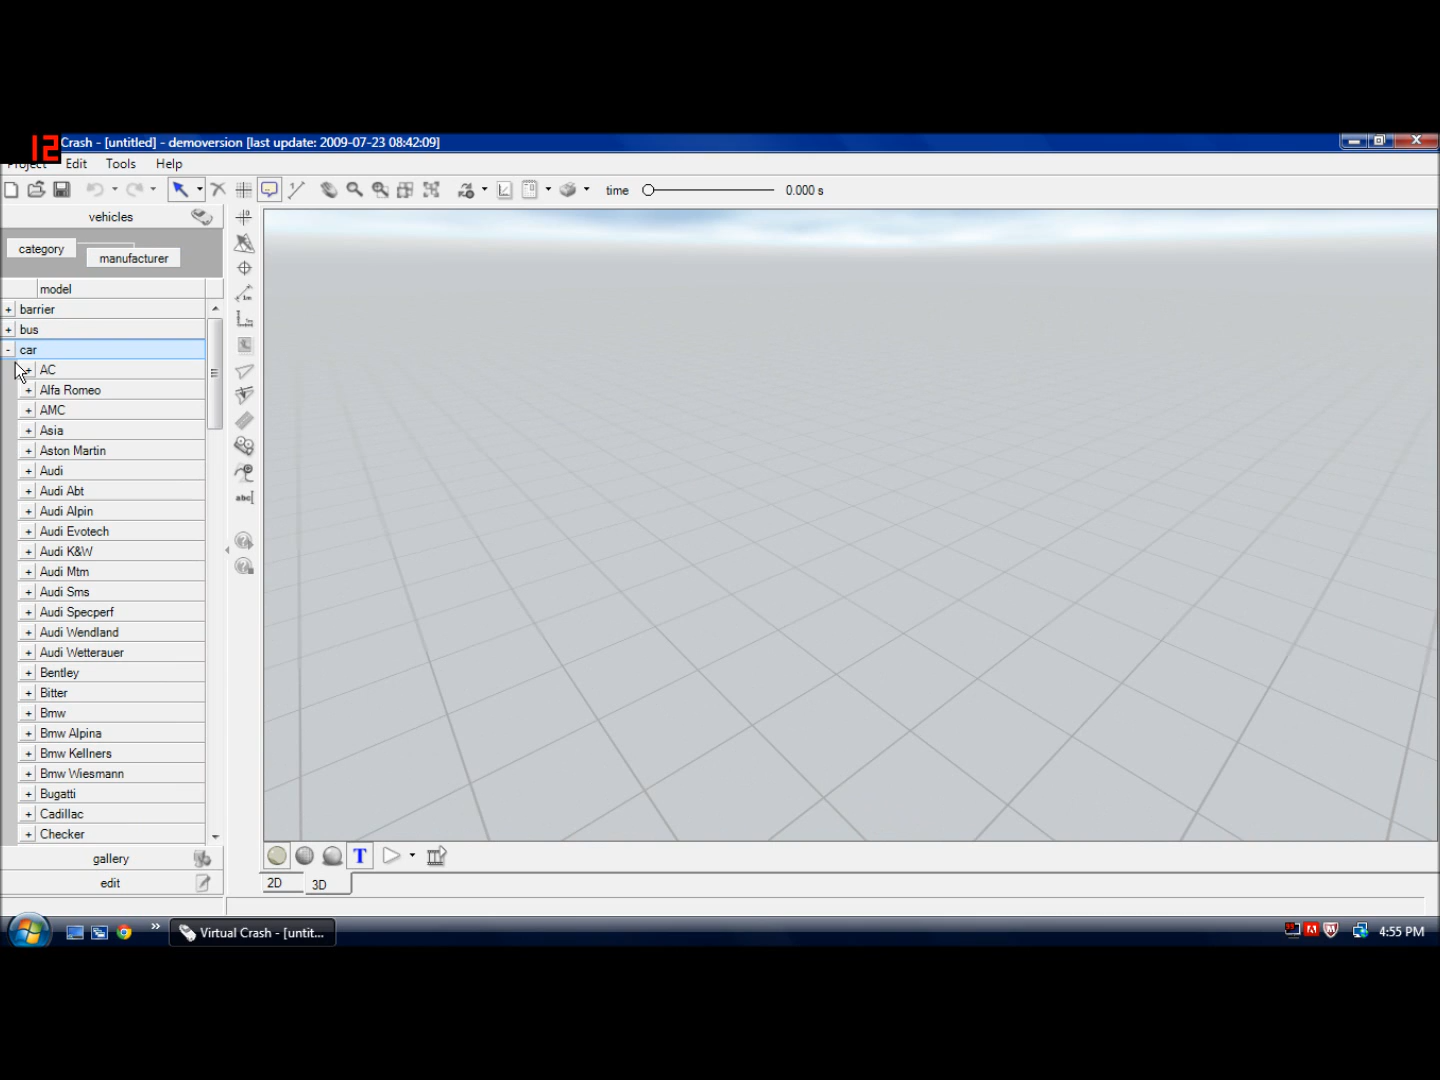 12
Crash - [untitled] - demoversion [last update: 2009-07-23 08:42:09]
Project Edit Tools Help
time 0.000 s
vehicles
category
manufacturer
model
+ barrier
+ bus
- car
+ AC
+ Alfa Romeo
+ AMC
+ Asia
+ Aston Martin
+ Audi
+ Audi Abt
+ Audi Alpin
+ Audi Evotech
+ Audi K&W
+ Audi Mtm
+ Audi Sms
+ Audi Specperf
+ Audi Wendland
+ Audi Wetterauer
+ Bentley
+ Bitter
+ Bmw
+ Bmw Alpina
+ Bmw Kellners
+ Bmw Wiesmann
+ Bugatti
+ Cadillac
+ Checker
gallery
edit
abc
T
2D 3D
Virtual Crash - [untit...
4:55 PM